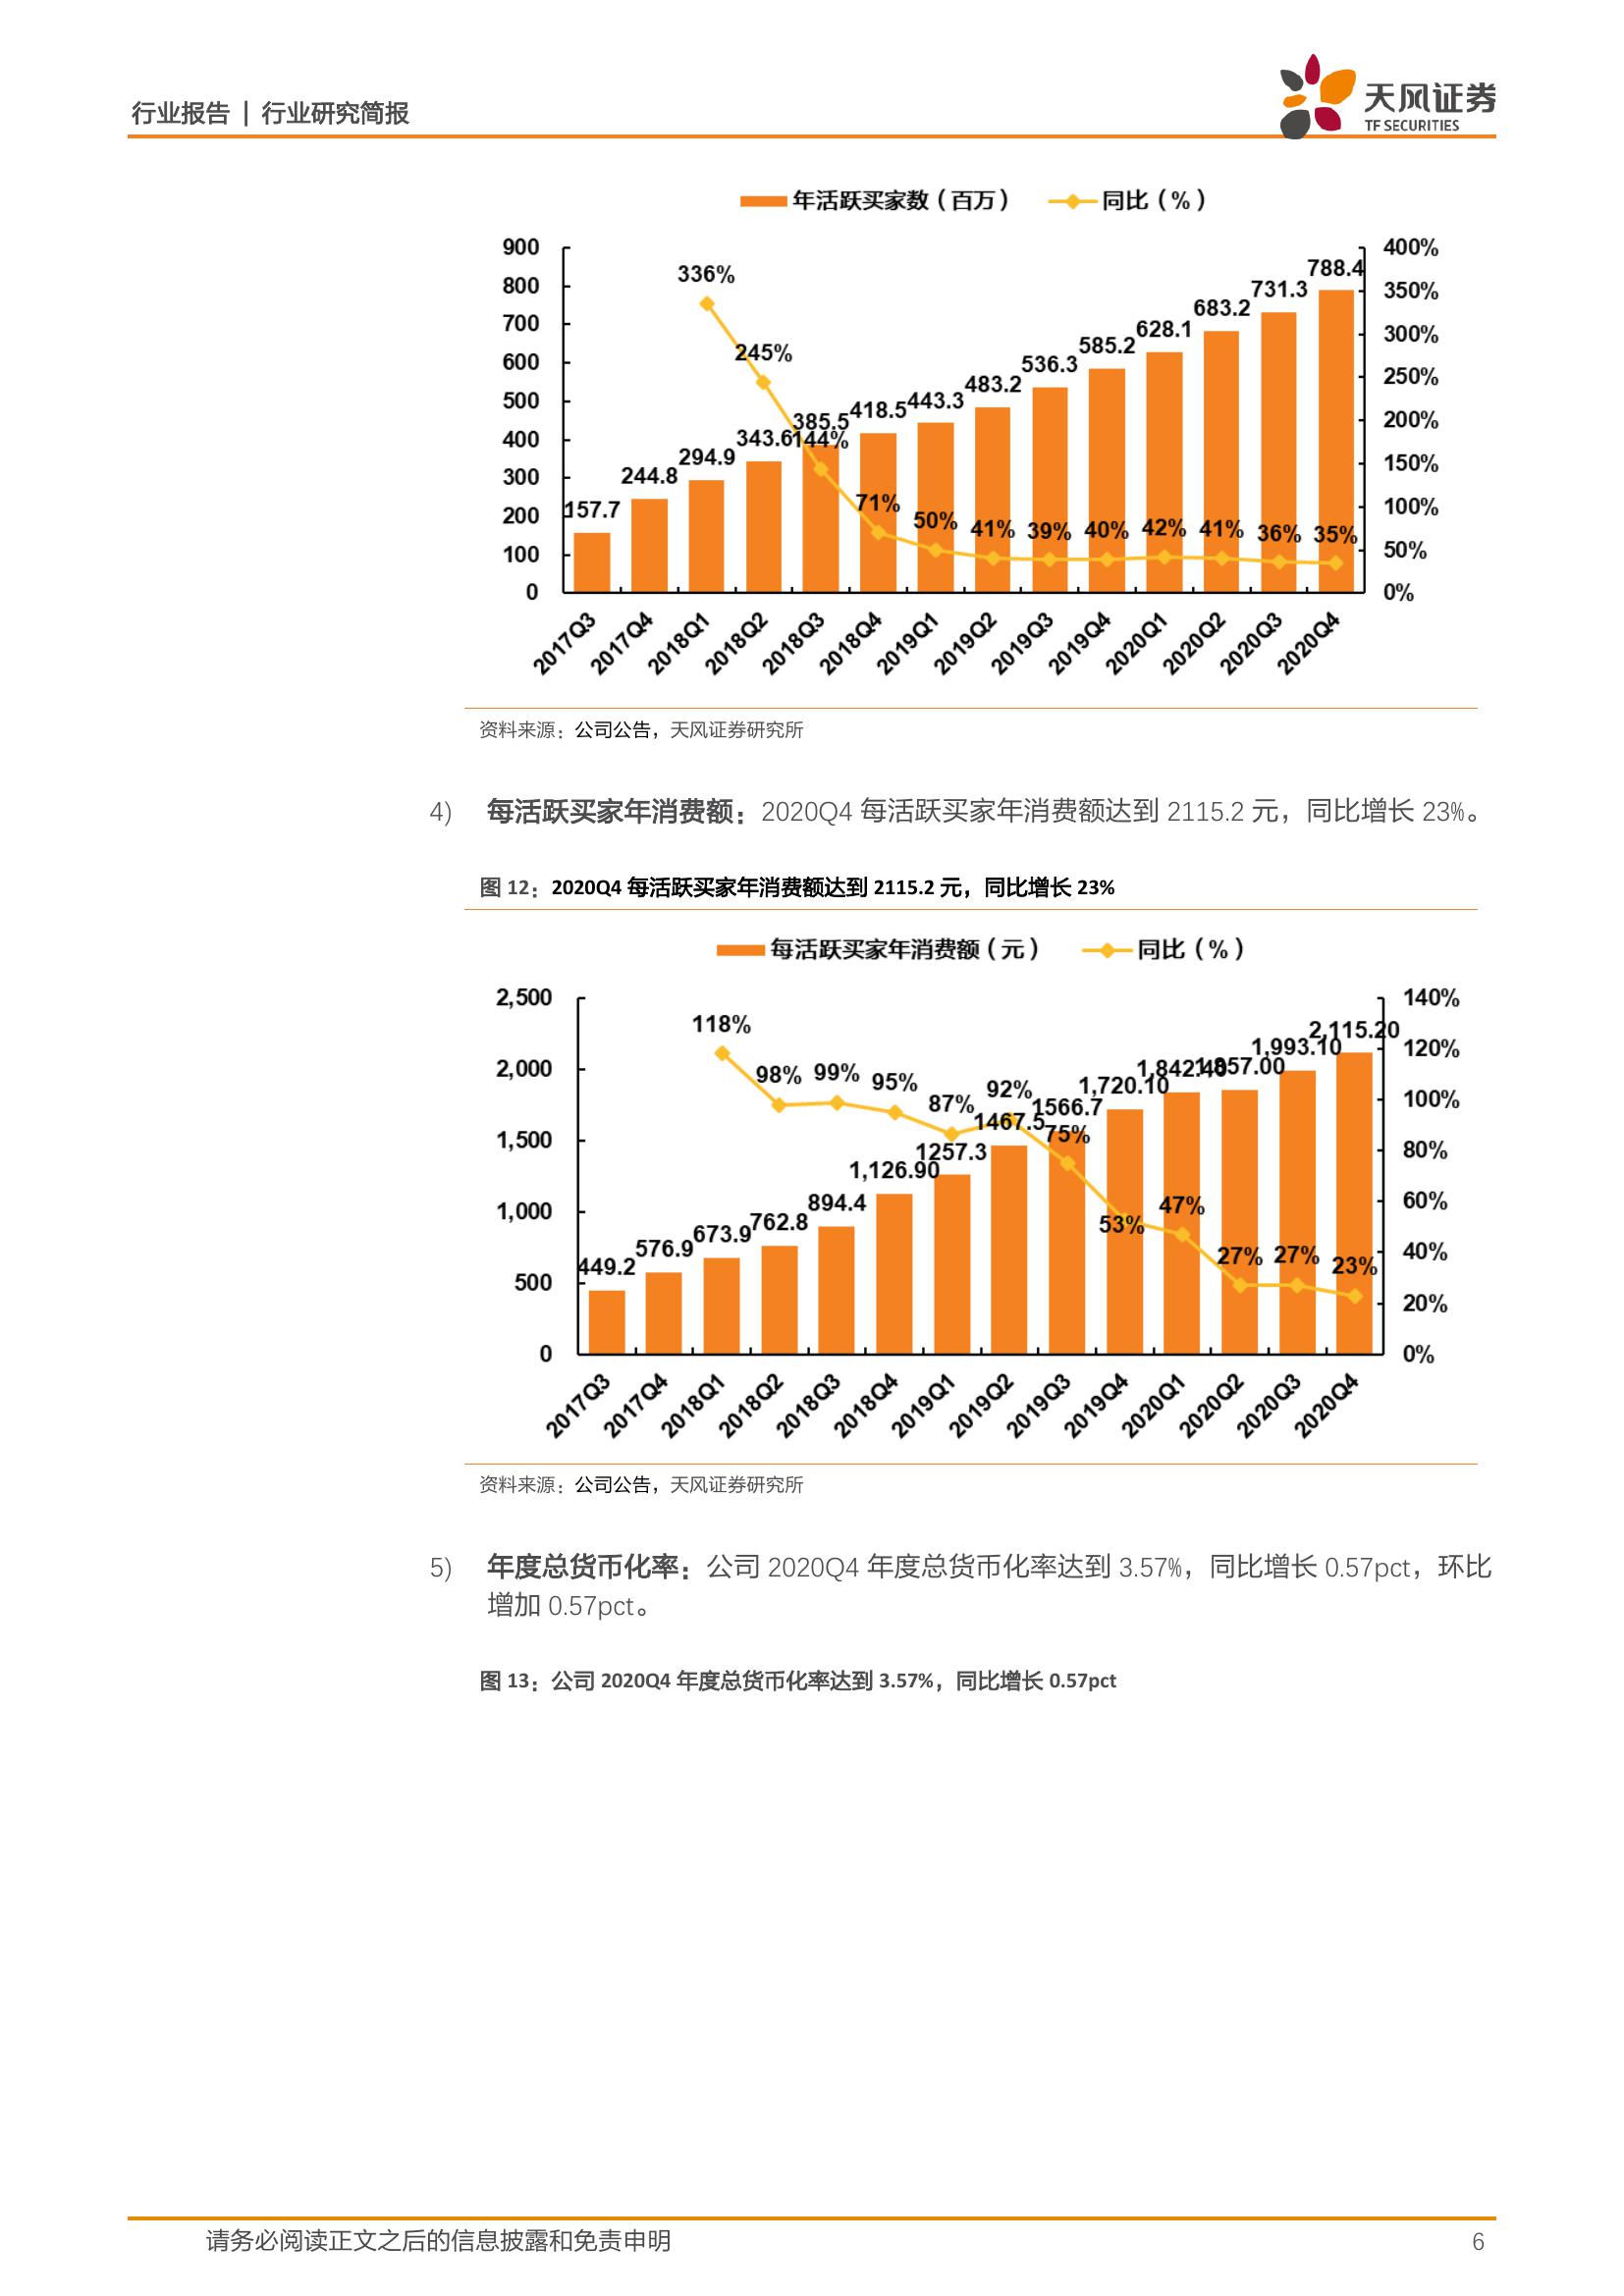 行业报告 | 行业研究简报
天风证券
TF SECURITIES
年活跃买家数（百万） 同比（%）
900 800 700 600 500 400 300 200 100 0
400% 350% 300% 250% 200% 150% 100% 50% 0%
157.7 244.8 294.9 343.6 385.5 418.5 443.3 483.2 536.3 585.2 628.1 683.2 731.3 788.4
336% 245% 144% 71% 50% 41% 39% 40% 42% 41% 36% 35%
2017Q3 2017Q4 2018Q1 2018Q2 2018Q3 2018Q4 2019Q1 2019Q2 2019Q3 2019Q4 2020Q1 2020Q2 2020Q3 2020Q4
资料来源：公司公告，天风证券研究所
4) 每活跃买家年消费额：2020Q4 每活跃买家年消费额达到 2115.2 元，同比增长 23%。
图 12：2020Q4 每活跃买家年消费额达到 2115.2 元，同比增长 23%
每活跃买家年消费额（元） 同比（%）
2,500 2,000 1,500 1,000 500 0
140% 120% 100% 80% 60% 40% 20% 0%
449.2 576.9 673.9 762.8 894.4 1,126.90 1257.3 1467.5 1566.7 1,720.10 1,842.40 1,857.00 1,993.10 2,115.20
118% 98% 99% 95% 87% 92% 75% 53% 47% 27% 27% 23%
2017Q3 2017Q4 2018Q1 2018Q2 2018Q3 2018Q4 2019Q1 2019Q2 2019Q3 2019Q4 2020Q1 2020Q2 2020Q3 2020Q4
资料来源：公司公告，天风证券研究所
5) 年度总货币化率：公司 2020Q4 年度总货币化率达到 3.57%，同比增长 0.57pct，环比
增加 0.57pct。
图 13：公司 2020Q4 年度总货币化率达到 3.57%，同比增长 0.57pct
请务必阅读正文之后的信息披露和免责申明 6